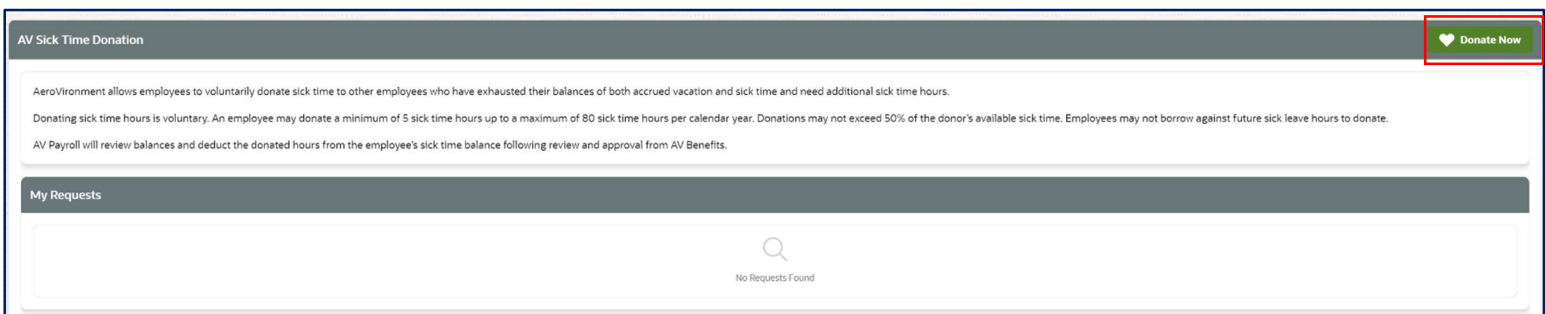 AV Sick Time Donation
Donate Now
AeroVironment allows employees to voluntarily donate sick time to other employees who have exhausted their balances of both accrued vacation and sick time and need additional sick time hours.
Donating sick time hours is voluntary. An employee may donate a minimum of 5 sick time hours up to a maximum of 80 sick time hours per calendar year. Donations may not exceed 50% of the donor's available sick time. Employees may not borrow against future sick leave hours to donate.
AV Payroll will review balances and deduct the donated hours from the employee's sick time balance following review and approval from AV Benefits.
My Requests
No Requests Found